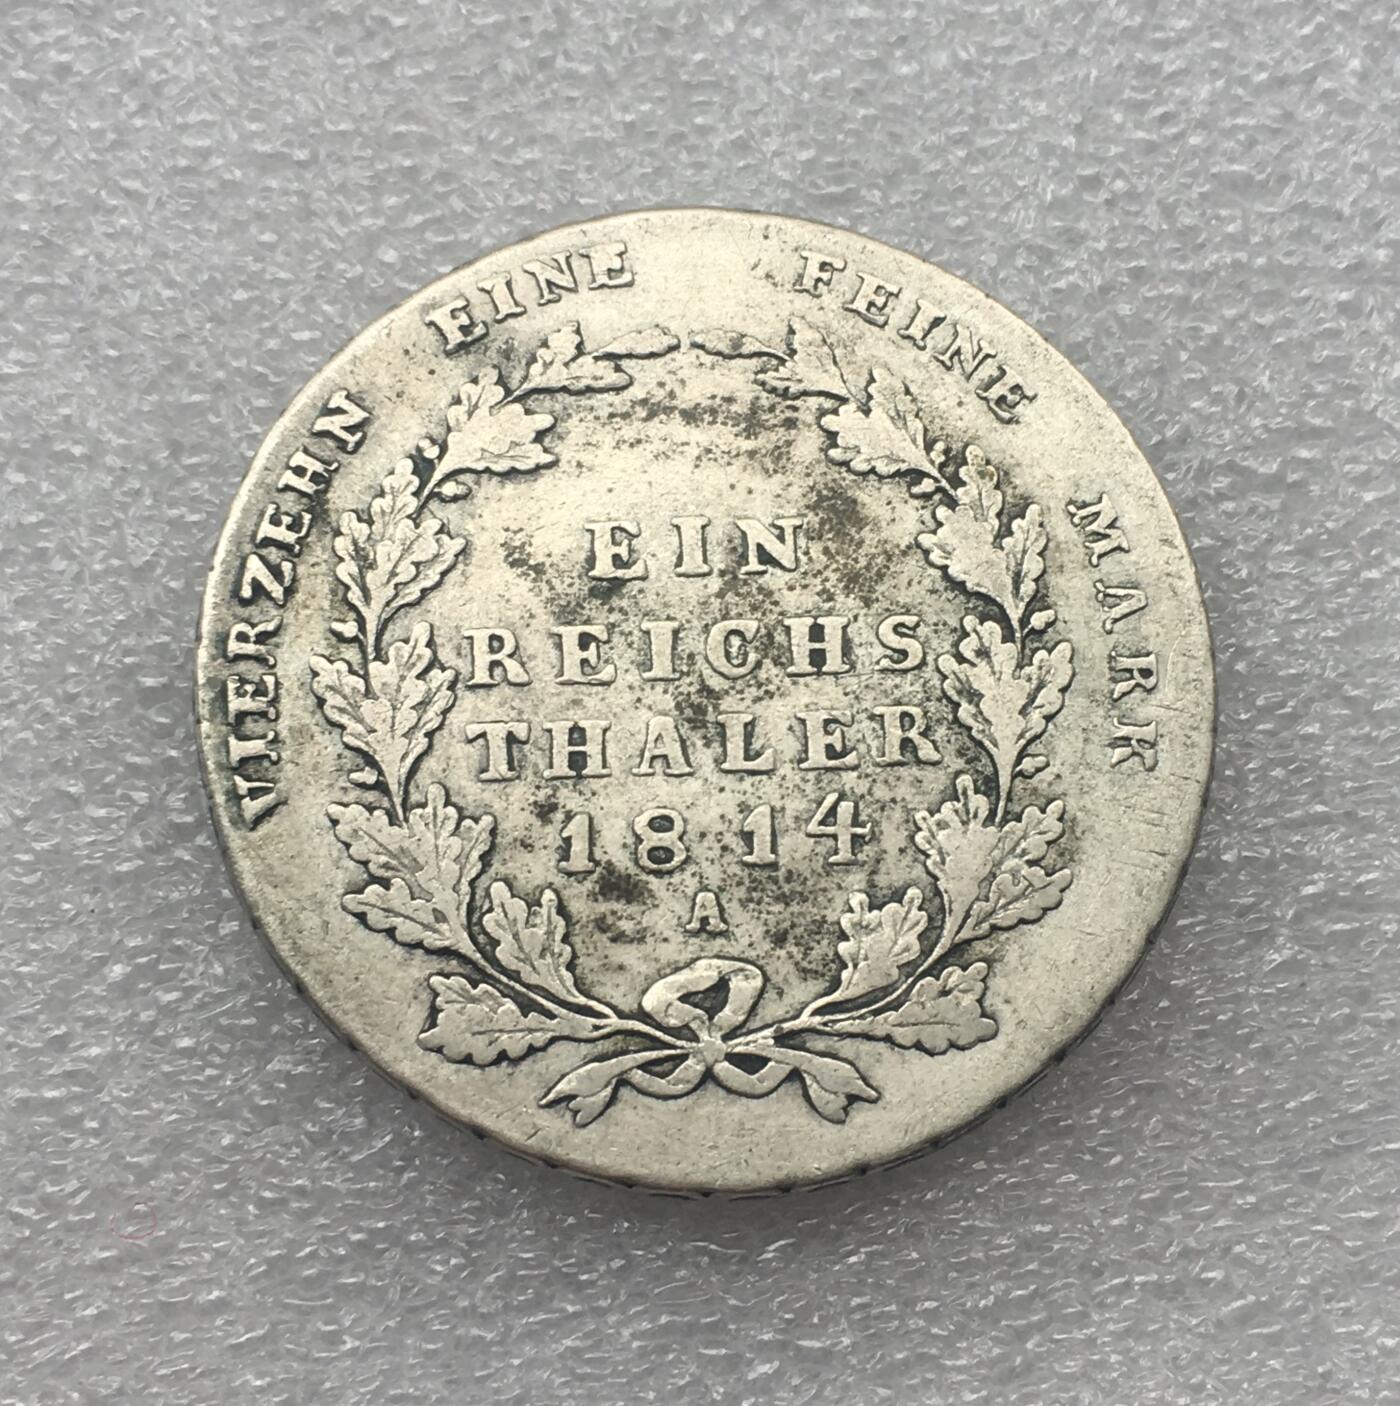 VIERZEHN EINE FEINE MARK
EIN
REICHS
THALER
1814
A